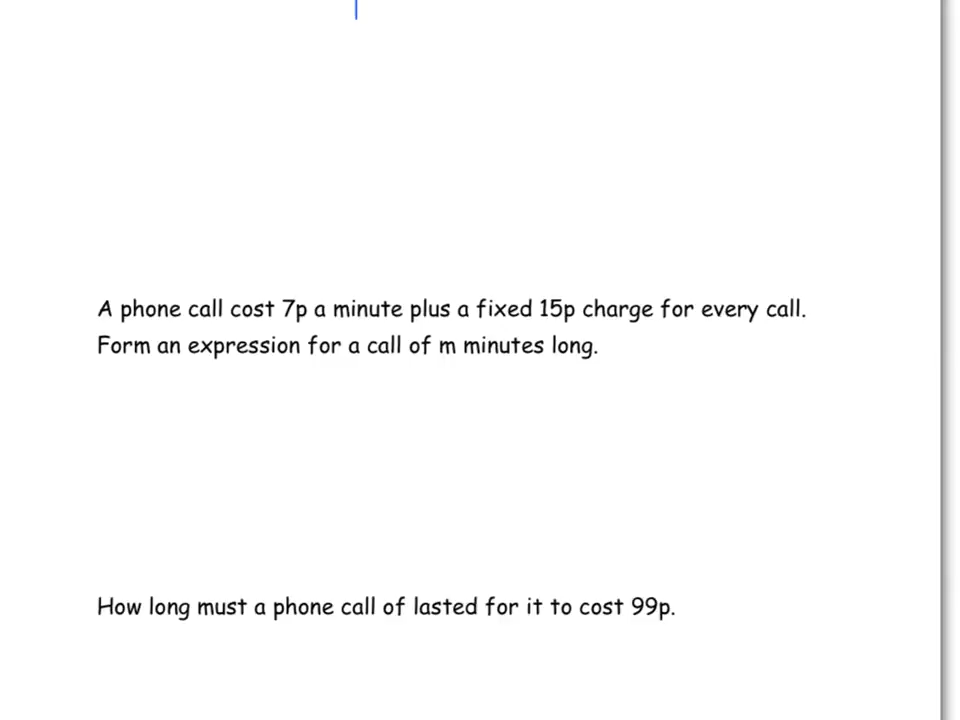 A phone call cost 7p a minute plus a fixed 15p charge for every call.
Form an expression for a call of m minutes long.
How long must a phone call of lasted for it to cost 99p.